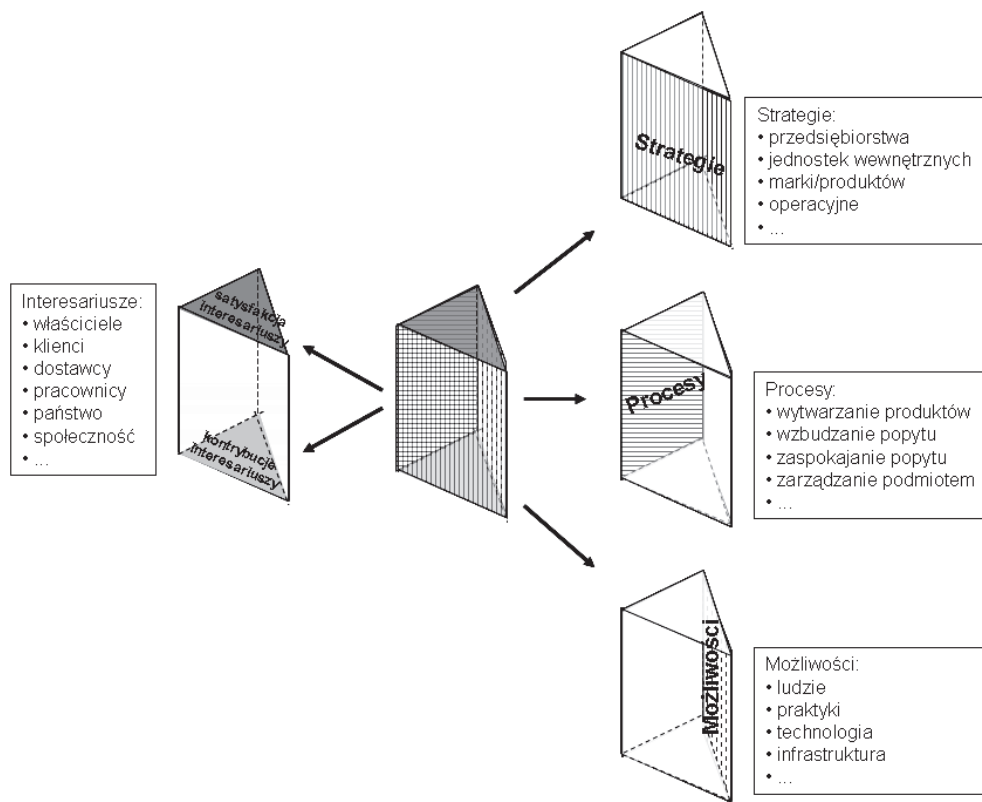 Strategie
Strategie:
• przedsiębiorstwa
• jednostek wewnętrznych
• marki/produktów
• operacyjne
• ...
Interesariusze:
• właściciele
• klienci
• dostawcy
• pracownicy
• państwo
• społeczność
• ...
satysfakcja
interesariuszy
kontrybucje
interesariuszy
Procesy
Procesy:
• wytwarzanie produktów
• wzbudzanie popytu
• zaspokajanie popytu
• zarządzanie podmiotem
• ...
Możliwości
Możliwości:
• ludzie
• praktyki
• technologia
• infrastruktura
• ...